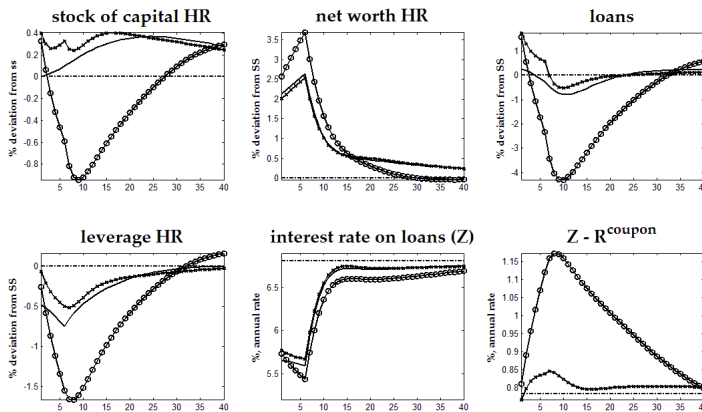 stock of capital HR
net worth HR
loans
% deviation from ss
0.4
0.2
0
-0.2
-0.4
-0.6
-0.8
5 10 15 20 25 30 35 40
% deviation from SS
3.5
3
2.5
2
1.5
1
0.5
0
5 10 15 20 25 30 35 40
% deviation from SS
1
0
-1
-2
-3
-4
5 10 15 20 25 30 35 40
leverage HR
interest rate on loans (Z)
Z - R^coupon
% deviation from SS
0
-0.5
-1
-1.5
5 10 15 20 25 30 35 40
%, annual rate
6.5
6
5.5
5 10 15 20 25 30 35 40
%, annual rate
1.15
1.1
1.05
1
0.95
0.9
0.85
0.8
5 10 15 20 25 30 35 40